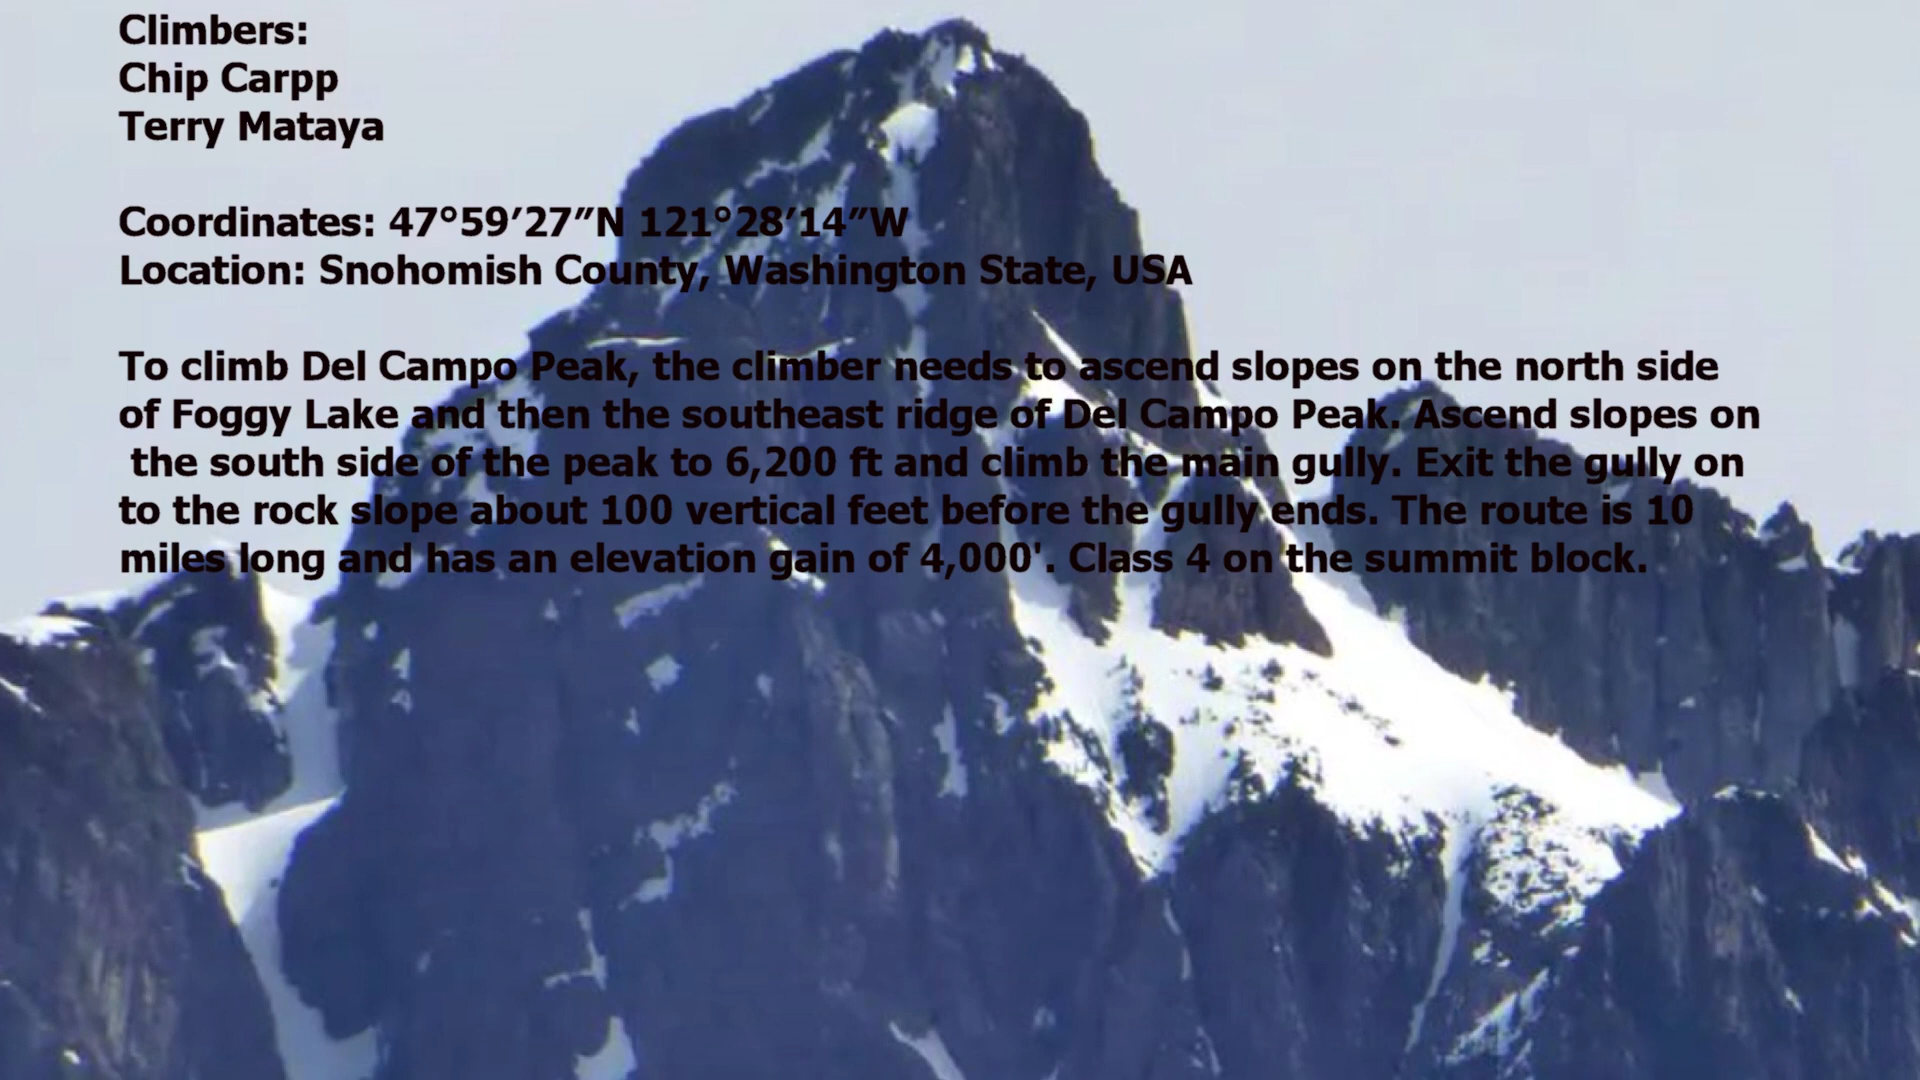 Climbers:
Chip Carpp
Terry Mataya
Coordinates: 47°59′27″N 121°28′14″W
Location: Snohomish County, Washington State, USA
To climb Del Campo Peak, the climber needs to ascend slopes on the north side
of Foggy Lake and then the southeast ridge of Del Campo Peak. Ascend slopes on
the south side of the peak to 6,200 ft and climb the main gully. Exit the gully on
to the rock slope about 100 vertical feet before the gully ends. The route is 10
miles long and has an elevation gain of 4,000'. Class 4 on the summit block.